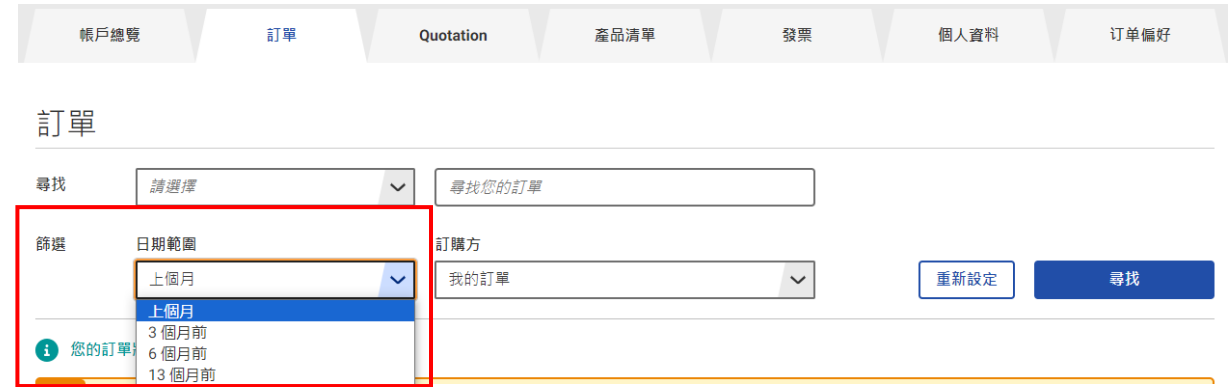 帳戶總覽 訂單 Quotation 產品清單 發票 個人資料 订单偏好
訂單
尋找 請選擇 尋找您的訂單
篩選 日期範圍 訂購方
上個月 我的訂單 重新設定 尋找
上個月
3 個月前
您的訂單
6 個月前
13 個月前